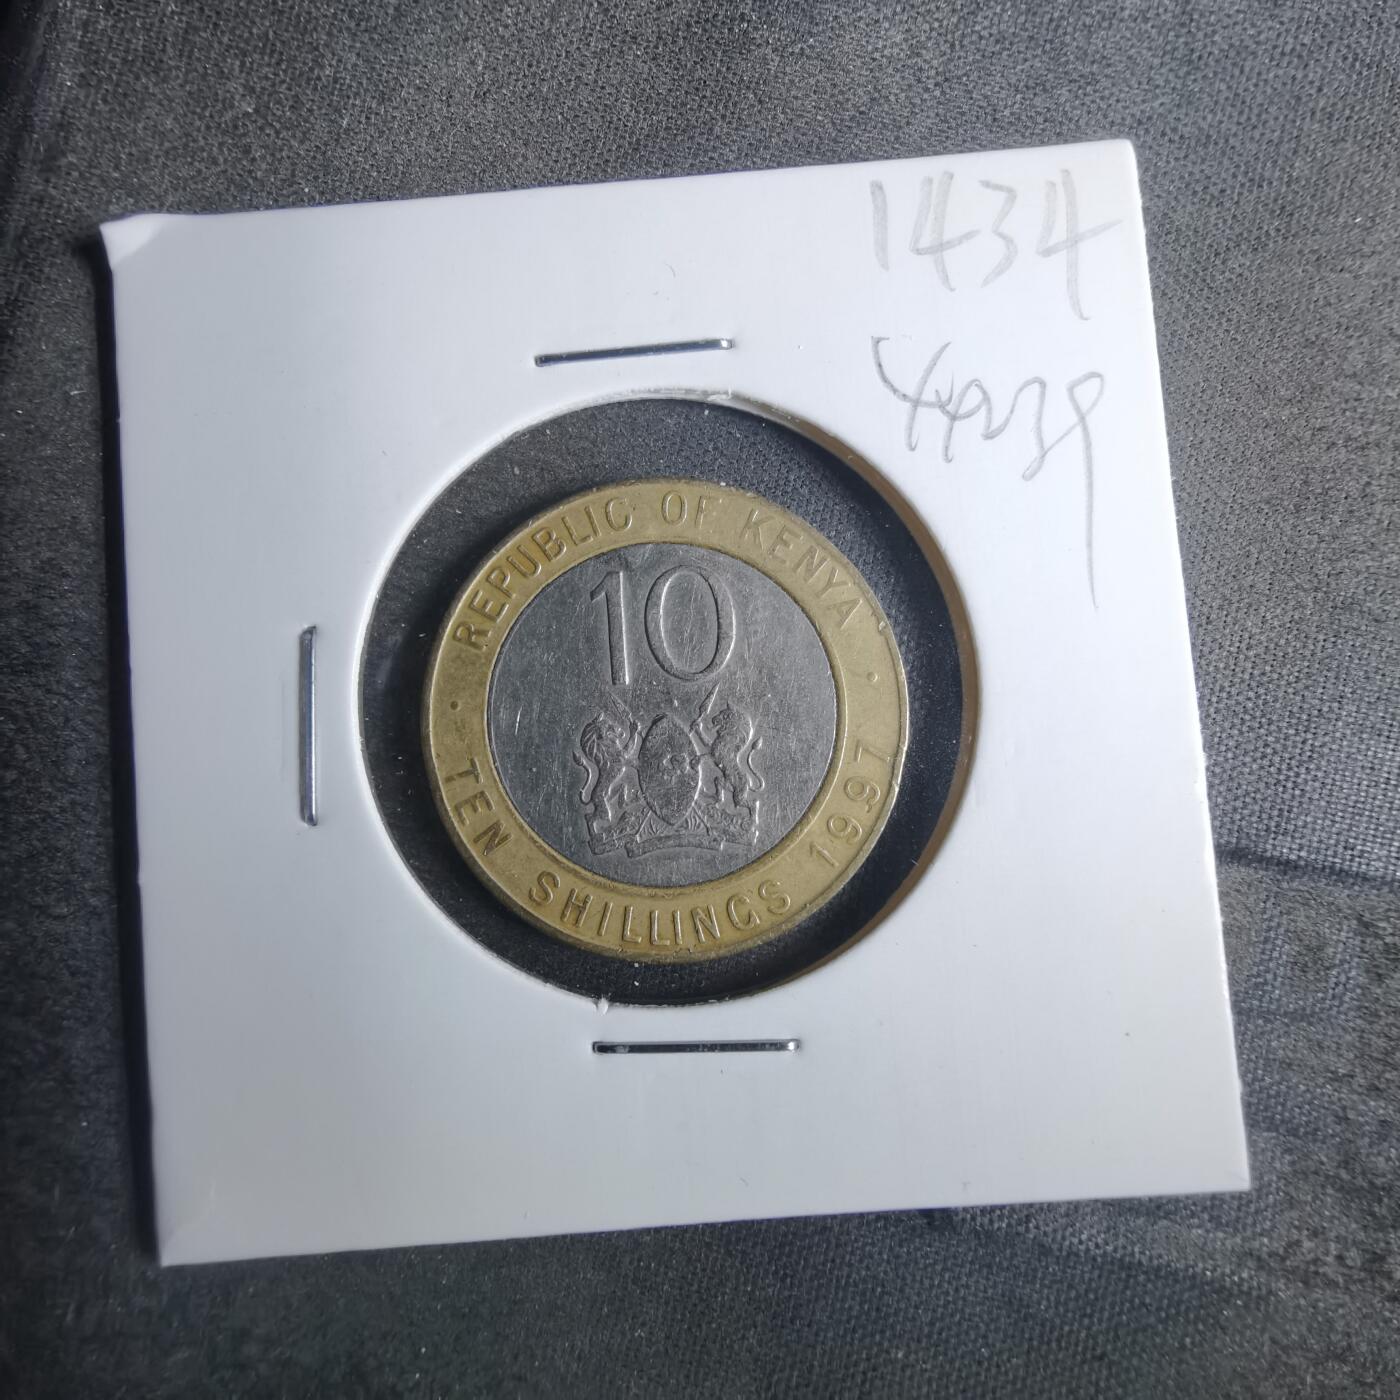 1434
REPUBLIC OF KENYA
10
TEN SHILLINGS 1997